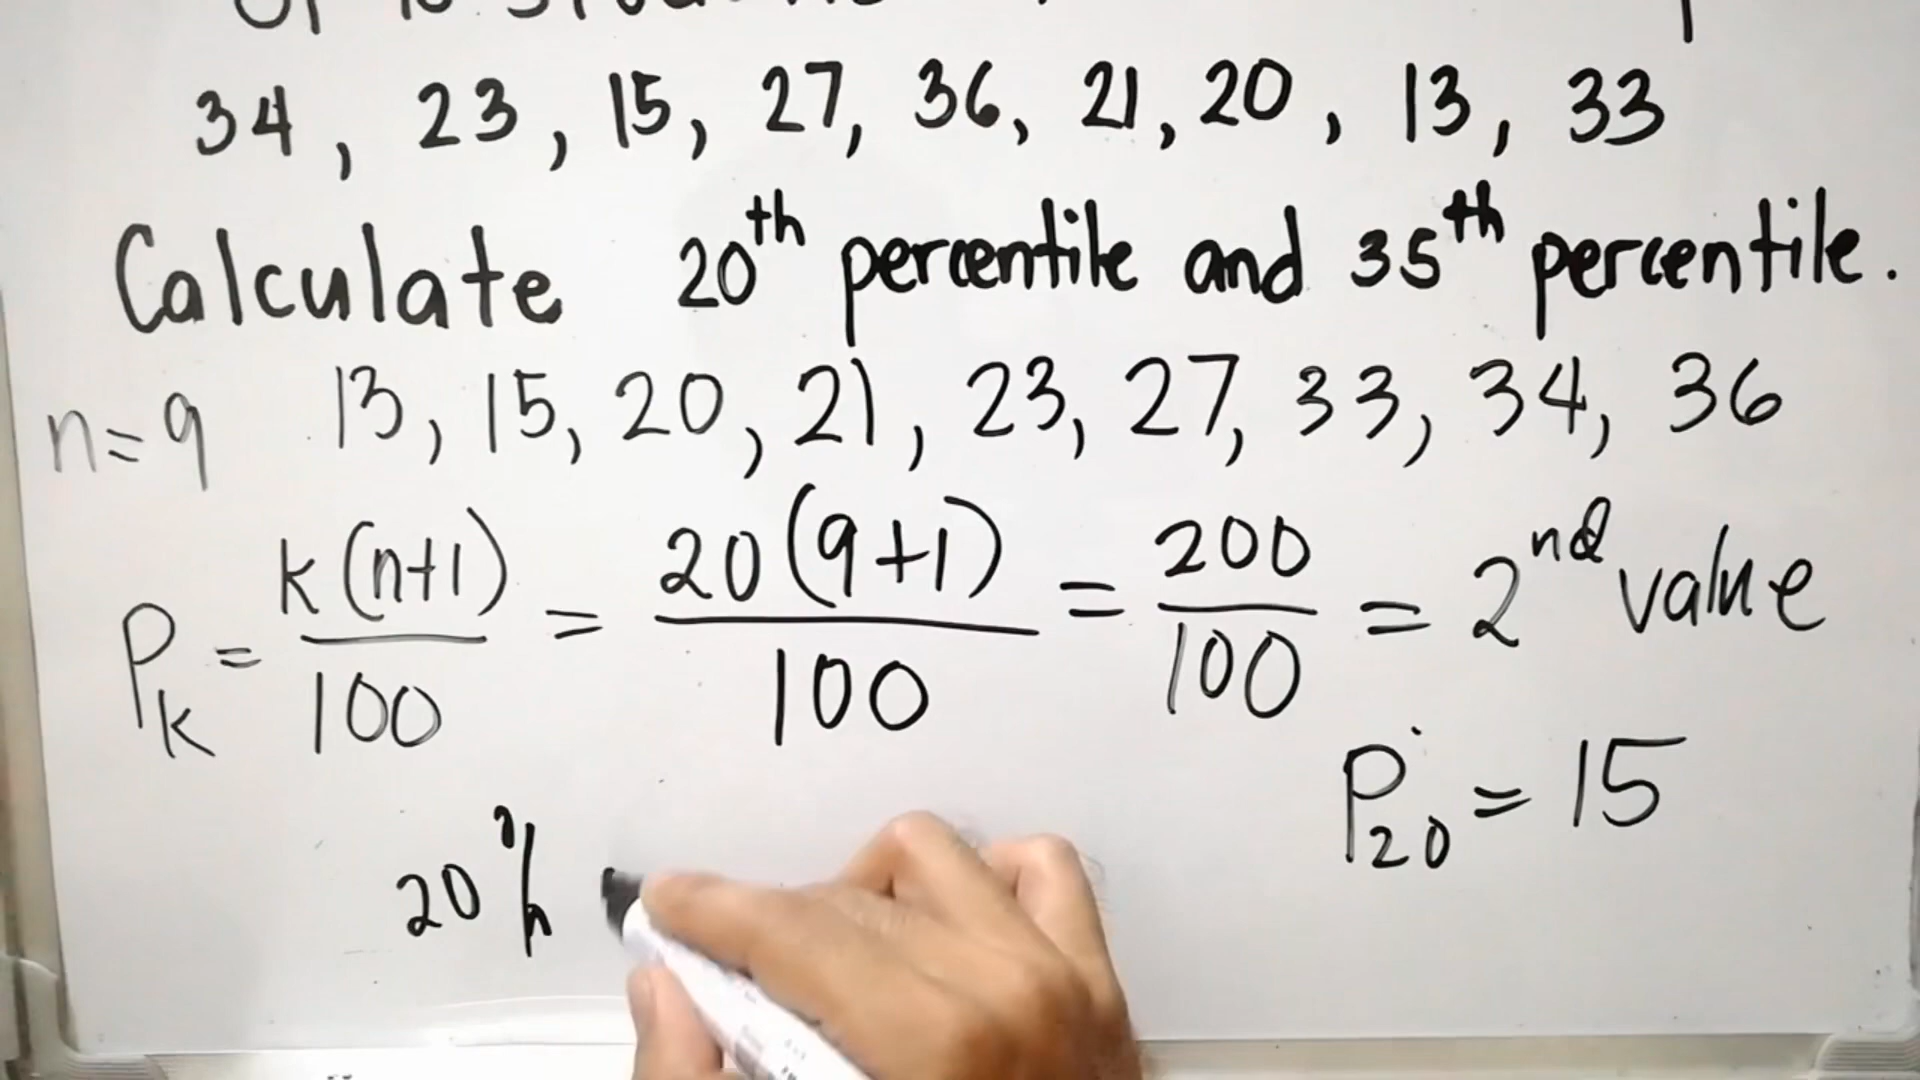 34, 23, 15, 27, 36, 21, 20, 13, 33
Calculate 20th percentile and 35th percentile.
n=9 13, 15, 20, 21, 23, 27, 33, 34, 36
Pk = k(n+1)/100 = 20(9+1)/100 = 200/100 = 2nd value
P20 = 15
20%